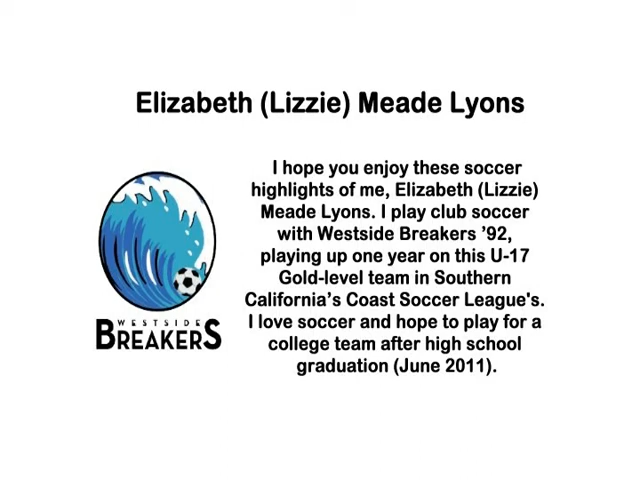 Elizabeth (Lizzie) Meade Lyons
I hope you enjoy these soccer
highlights of me, Elizabeth (Lizzie)
Meade Lyons. I play club soccer
with Westside Breakers ’92,
playing up one year on this U-17
Gold-level team in Southern
California’s Coast Soccer League's.
I love soccer and hope to play for a
college team after high school
graduation (June 2011).
WESTSIDE
BREAKERS